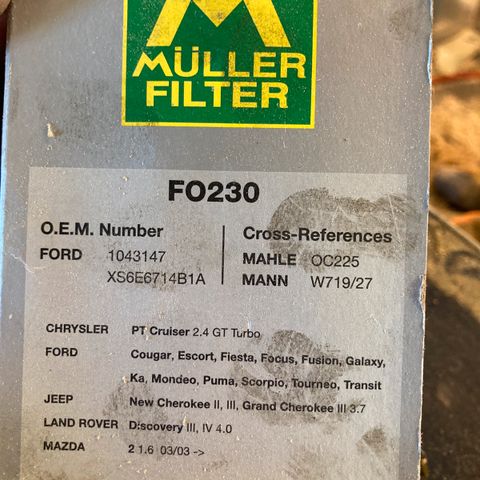 MÜLLER
FILTER
FO230
O.E.M. Number
FORD 1043147
XS6E6714B1A
Cross-References
MAHLE OC225
MANN W719/27
CHRYSLER PT Cruiser 2.4 GT Turbo
FORD Cougar, Escort, Fiesta, Focus, Fusion, Galaxy,
Ka, Mondeo, Puma, Scorpio, Tourneo, Transit
JEEP New Cherokee II, III, Grand Cherokee III 3.7
LAND ROVER Discovery III, IV 4.0
MAZDA 2 1.6 03/03 ->